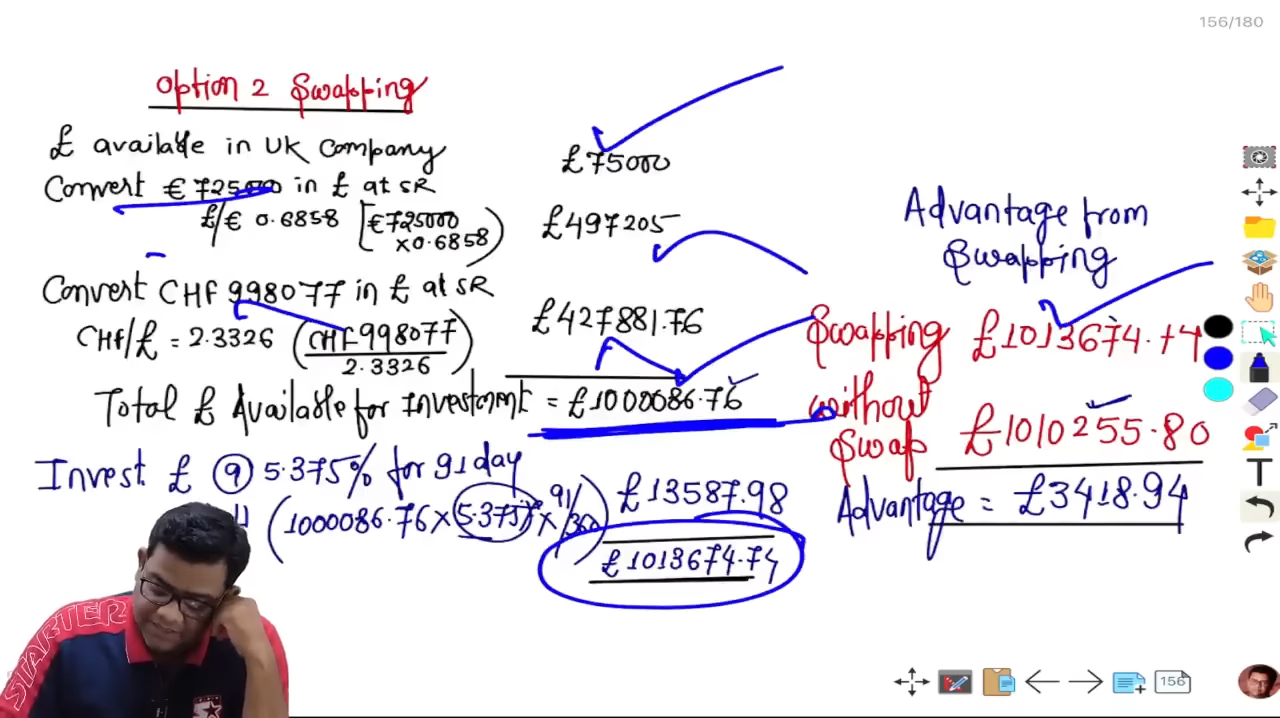 156/180
Option 2 Swapping
£ available in UK Company £75000
Convert € 725000 in £ at SR
£/€ 0.6858 [€725000 ×0.6858) £497205
Convert CHF 998077 in £ at SR
CHf/£ = 2.3326 (CHF 998077 / 2.3326) £427881.76
Total £ Available for Investment = £1000086.76
Invest £ @ 5.375% for 91 day
(1000086.76 × 5.375% × 91/360) £13587.98
£1013674.74
Advantage from
Swapping
Swapping £1013674.74
without
Swap £1010255.80
Advantage = £3418.94
STARTER
T
156